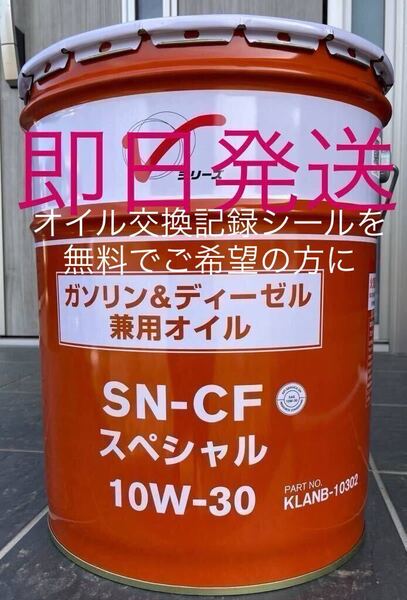 Vシリーズ
即日発送
オイル交換記録シールを
無料でご希望の方に
ガソリン&ディーゼル
兼用オイル
SN-CF
スペシャル
10W-30
PART NO.
KLANB-10302